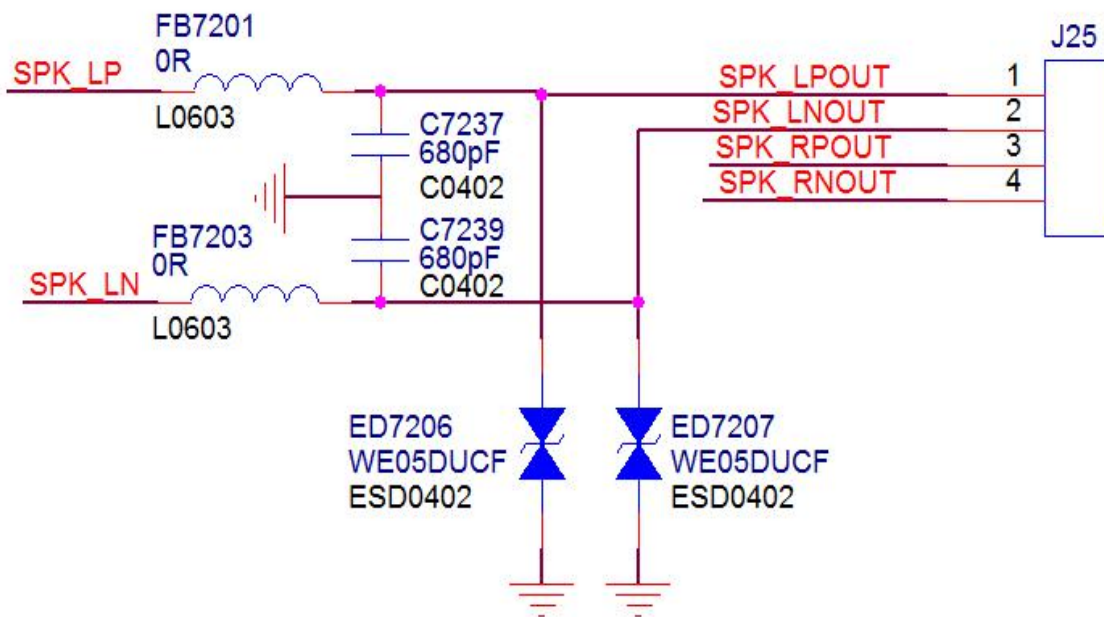 FB7201
0R
SPK_LP
L0603
J25
SPK_LPOUT 1
SPK_LNOUT 2
SPK_RPOUT 3
SPK_RNOUT 4
C7237
680pF
C0402
C7239
680pF
C0402
FB7203
0R
SPK_LN
L0603
ED7206
WE05DUCF
ESD0402
ED7207
WE05DUCF
ESD0402